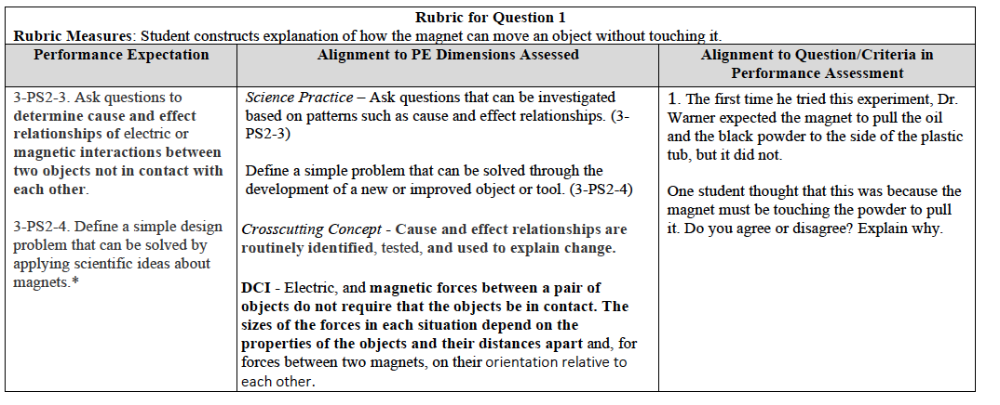 Rubric for Question 1
Rubric Measures: Student constructs explanation of how the magnet can move an object without touching it.
Performance Expectation
Alignment to PE Dimensions Assessed
Alignment to Question/Criteria in
Performance Assessment
3-PS2-3. Ask questions to
determine cause and effect
relationships of electric or
magnetic interactions between
two objects not in contact with
each other.
3-PS2-4. Define a simple design
problem that can be solved by
applying scientific ideas about
magnets.*
Science Practice – Ask questions that can be investigated
based on patterns such as cause and effect relationships. (3-
PS2-3)
Define a simple problem that can be solved through the
development of a new or improved object or tool. (3-PS2-4)
Crosscutting Concept - Cause and effect relationships are
routinely identified, tested, and used to explain change.
DCI - Electric, and magnetic forces between a pair of
objects do not require that the objects be in contact. The
sizes of the forces in each situation depend on the
properties of the objects and their distances apart and, for
forces between two magnets, on their orientation relative to
each other.
1. The first time he tried this experiment, Dr.
Warner expected the magnet to pull the oil
and the black powder to the side of the plastic
tub, but it did not.
One student thought that this was because the
magnet must be touching the powder to pull
it. Do you agree or disagree? Explain why.